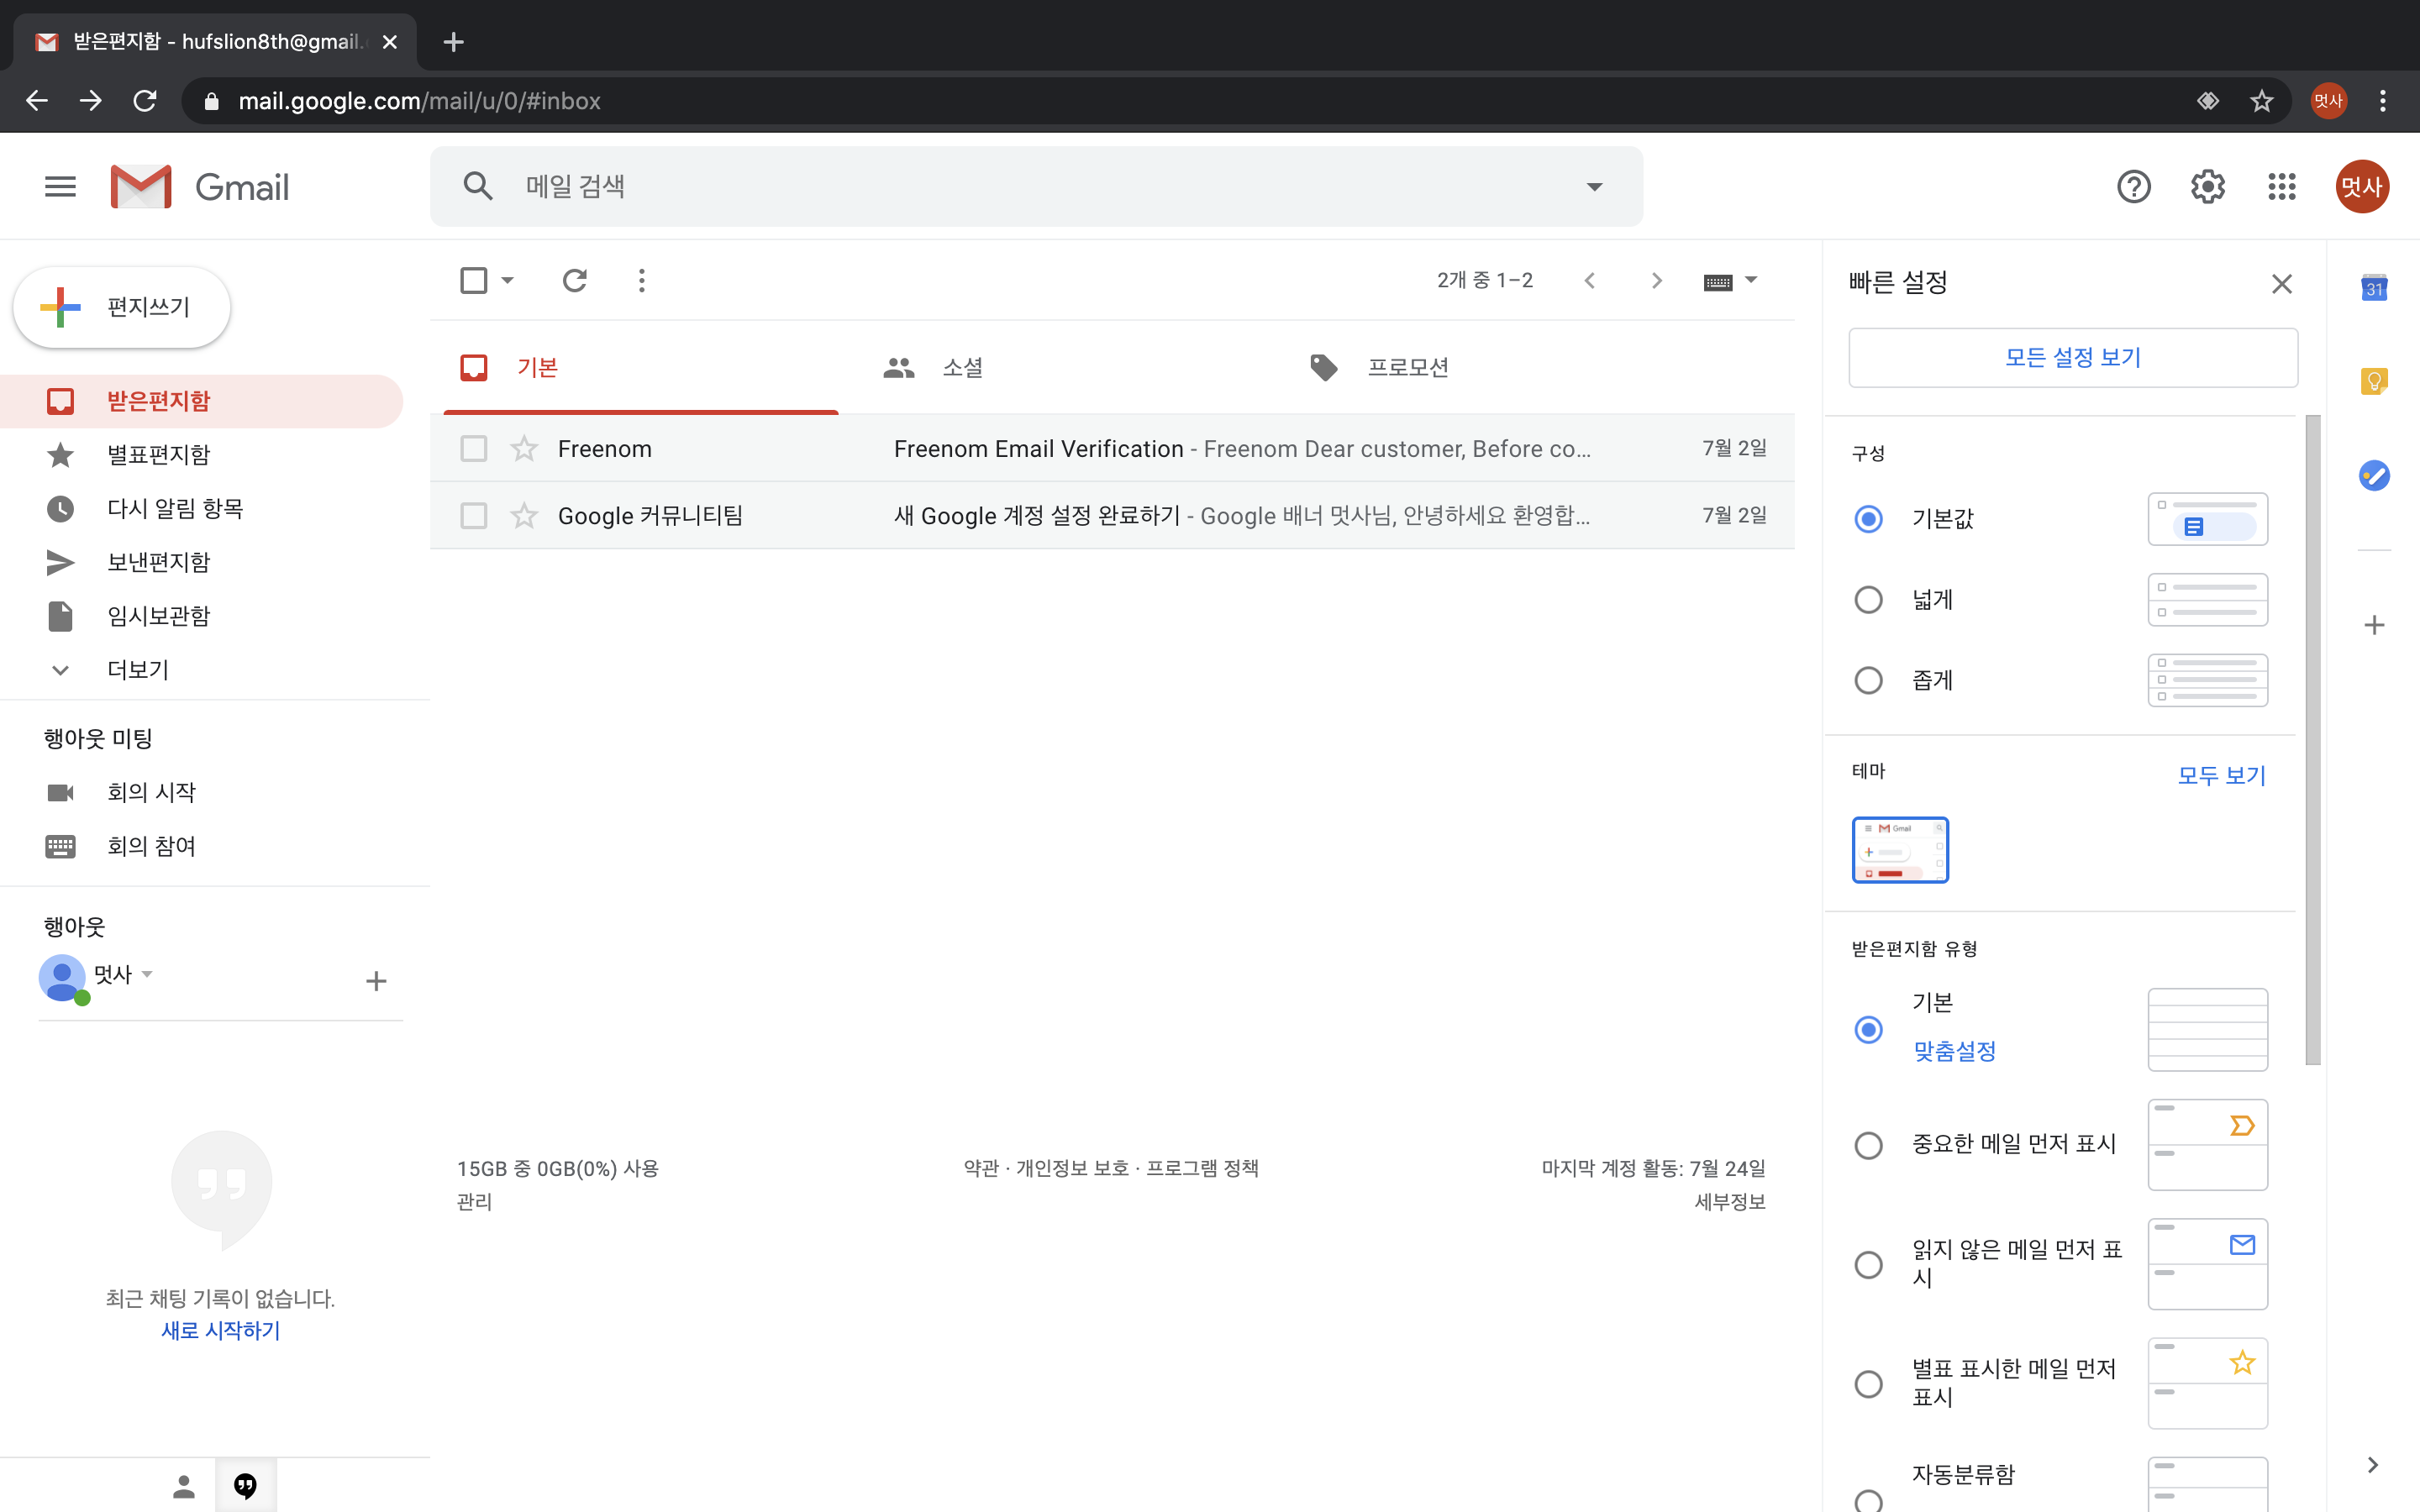 받은편지함 - hufslion8th@gmail.
mail.google.com/mail/u/0/#inbox
멋사
Gmail
메일 검색
멋사
편지쓰기
받은편지함
별표편지함
다시 알림 항목
보낸편지함
임시보관함
더보기
행아웃 미팅
회의 시작
회의 참여
행아웃
멋사
최근 채팅 기록이 없습니다.
새로 시작하기
2개 중 1–2
기본
소셜
프로모션
Freenom Freenom Email Verification - Freenom Dear customer, Before co... 7월 2일
Google 커뮤니티팀 새 Google 계정 설정 완료하기 - Google 배너 멋사님, 안녕하세요 환영합... 7월 2일
15GB 중 0GB(0%) 사용
관리
약관 · 개인정보 보호 · 프로그램 정책
마지막 계정 활동: 7월 24일
세부정보
빠른 설정
모든 설정 보기
구성
기본값
넓게
좁게
테마
모두 보기
Gmail
받은편지함 유형
기본
맞춤설정
중요한 메일 먼저 표시
읽지 않은 메일 먼저 표
시
별표 표시한 메일 먼저
표시
자동분류함
31